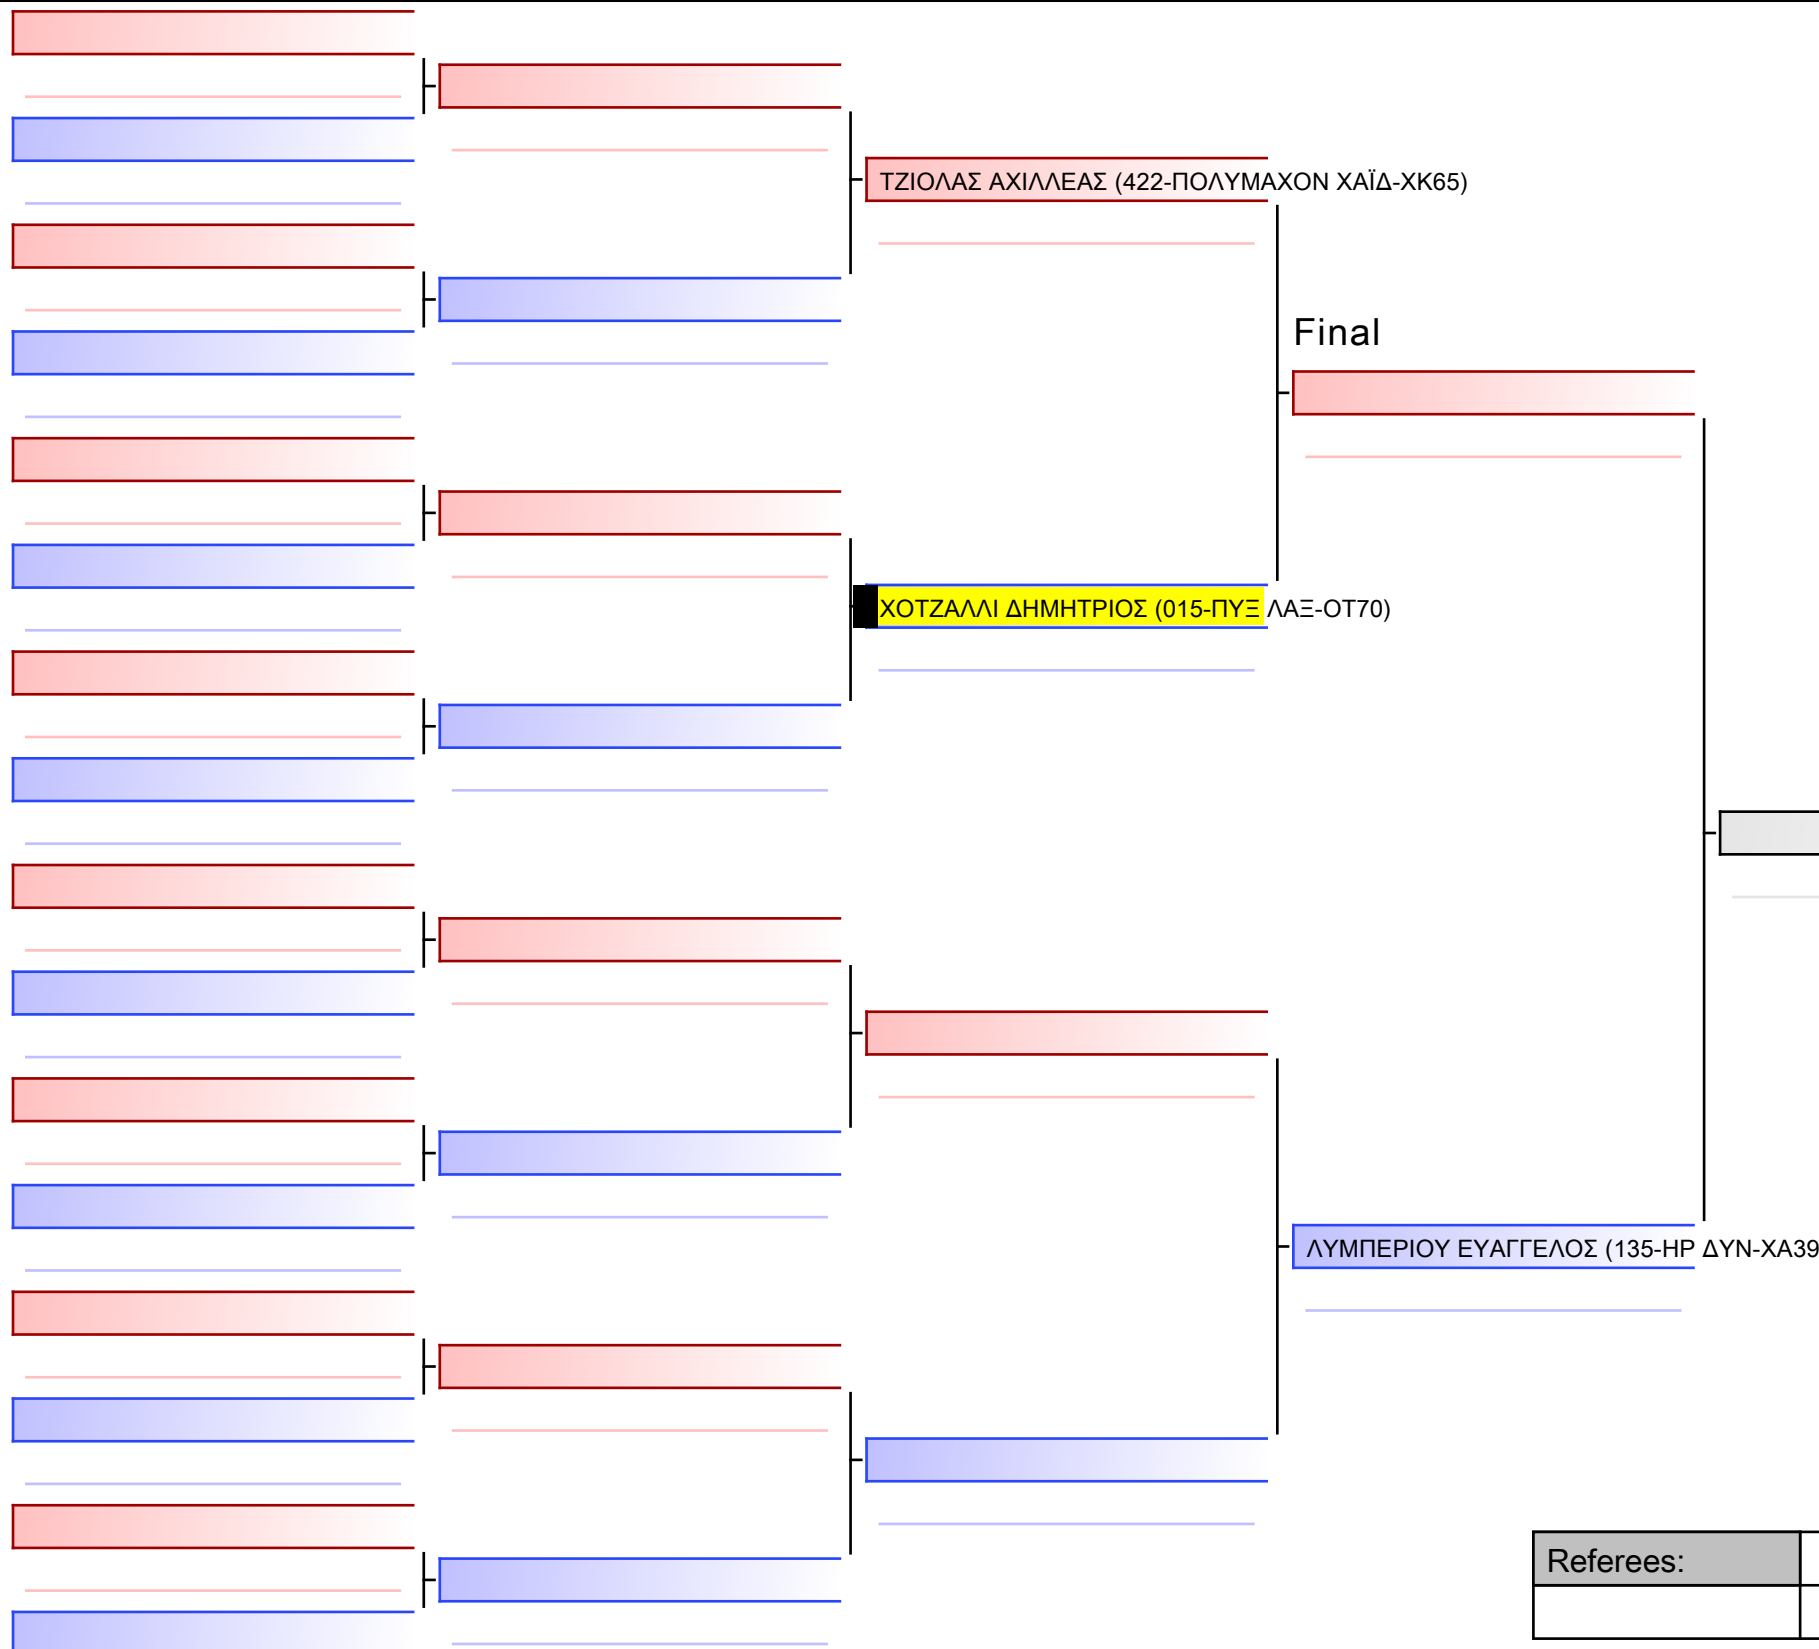 ΤΖΙΟΛΑΣ ΑΧΙΛΛΕΑΣ (422-ΠΟΛΥΜΑΧΟΝ ΧΑΪΔ-ΧΚ65)
Final
ΧΟΤΖΑΛΛΙ ΔΗΜΗΤΡΙΟΣ (015-ΠΥΞ ΛΑΞ-ΟΤ70)
ΛΥΜΠΕΡΙΟΥ ΕΥΑΓΓΕΛΟΣ (135-ΗΡ ΔΥΝ-ΧΑ39
Referees: